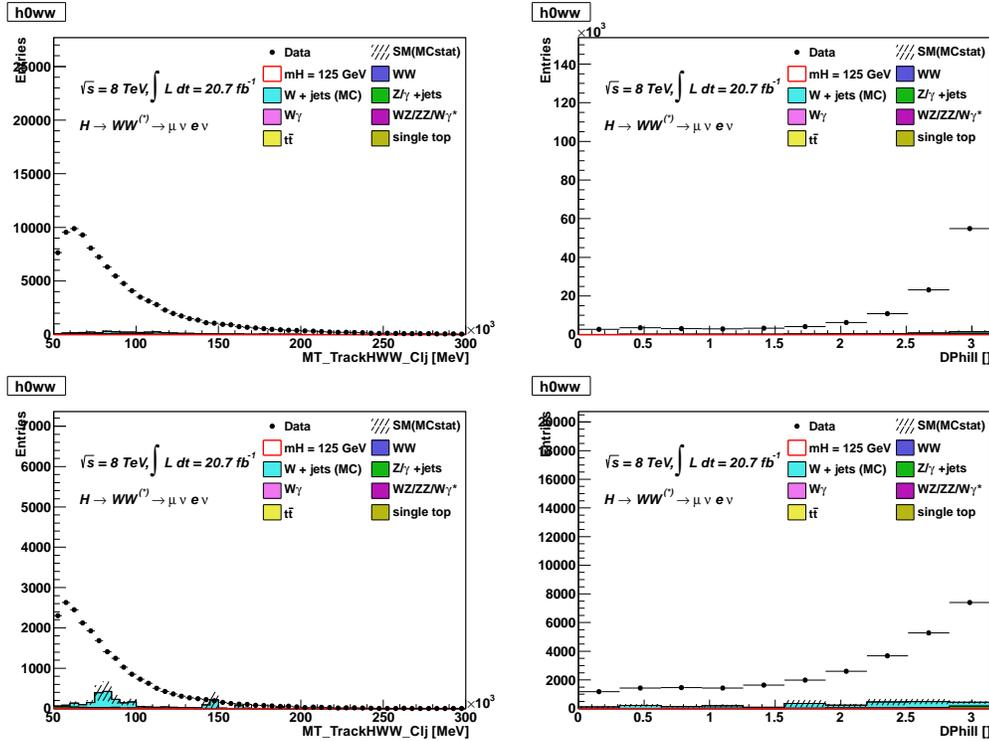 h0ww
Entries
25000
20000
15000
10000
5000
0
50 100 150 200 250 300
×10³
MT_TrackHWW_Clj [MeV]
√s = 8 TeV, ∫ L dt = 20.7 fb⁻¹
H → WW⁽*⁾ → μ ν e ν
Data SM(MCstat)
mH = 125 GeV WW
W + jets (MC) Z/γ +jets
Wγ WZ/ZZ/Wγ*
tt̄ single top
h0ww
×10³
Entries
140
120
100
80
60
40
20
0
0 0.5 1 1.5 2 2.5 3
DPhill []
√s = 8 TeV, ∫ L dt = 20.7 fb⁻¹
H → WW⁽*⁾ → μ ν e ν
Data SM(MCstat)
mH = 125 GeV WW
W + jets (MC) Z/γ +jets
Wγ WZ/ZZ/Wγ*
tt̄ single top
h0ww
Entries
7000
6000
5000
4000
3000
2000
1000
0
50 100 150 200 250 300
×10³
MT_TrackHWW_Clj [MeV]
√s = 8 TeV, ∫ L dt = 20.7 fb⁻¹
H → WW⁽*⁾ → μ ν e ν
Data SM(MCstat)
mH = 125 GeV WW
W + jets (MC) Z/γ +jets
Wγ WZ/ZZ/Wγ*
tt̄ single top
h0ww
Entries
20000
18000
16000
14000
12000
10000
8000
6000
4000
2000
0
0 0.5 1 1.5 2 2.5 3
DPhill []
√s = 8 TeV, ∫ L dt = 20.7 fb⁻¹
H → WW⁽*⁾ → μ ν e ν
Data SM(MCstat)
mH = 125 GeV WW
W + jets (MC) Z/γ +jets
Wγ WZ/ZZ/Wγ*
tt̄ single top